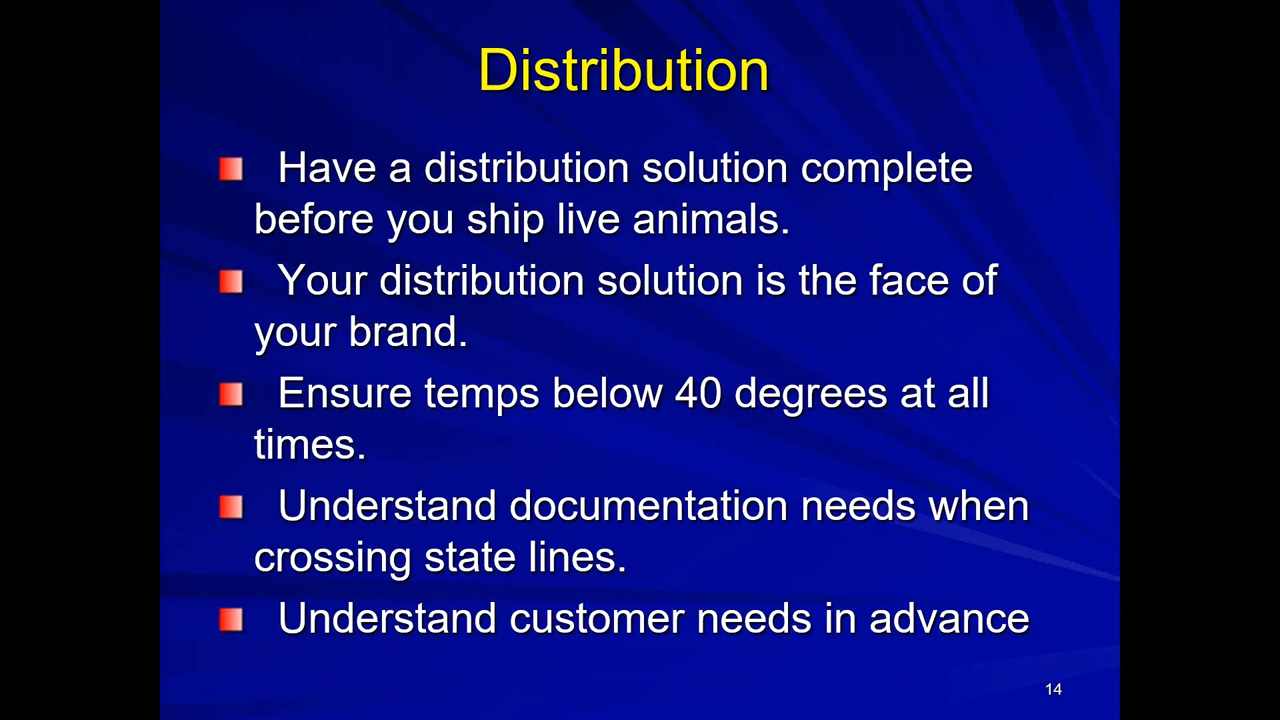 Distribution
Have a distribution solution complete
before you ship live animals.
Your distribution solution is the face of
your brand.
Ensure temps below 40 degrees at all
times.
Understand documentation needs when
crossing state lines.
Understand customer needs in advance
14